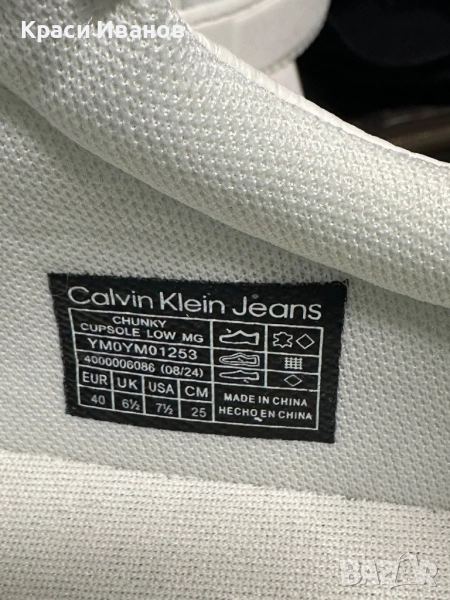 Краси Иванов
Calvin Klein Jeans
CHUNKY
CUPSOLE LOW MG
YM0YM01253
4000006086 (08/24)
EUR UK USA CM
40 6½ 7½ 25
MADE IN CHINA
HECHO EN CHINA
bazar